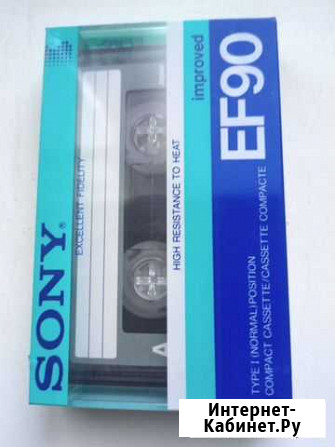 SONY®
EXCELLENT FIDELITY
A
HIGH RESISTANCE TO HEAT
improved
EF90
TYPE I (NORMAL) POSITION
COMPACT CASSETTE/CASSETTE COMPACTE
Интернет-
Кабинет.Ру